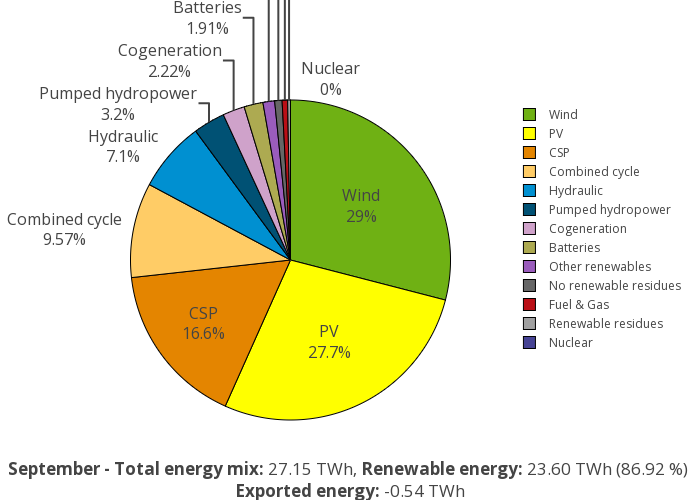 Batteries
1.91%
Cogeneration
2.22%
Pumped hydropower
3.2%
Hydraulic
7.1%
Combined cycle
9.57%
CSP
16.6%
PV
27.7%
Wind
29%
Nuclear
0%
Wind
PV
CSP
Combined cycle
Hydraulic
Pumped hydropower
Cogeneration
Batteries
Other renewables
No renewable residues
Fuel & Gas
Renewable residues
Nuclear
September - Total energy mix: 27.15 TWh, Renewable energy: 23.60 TWh (86.92 %)
Exported energy: -0.54 TWh